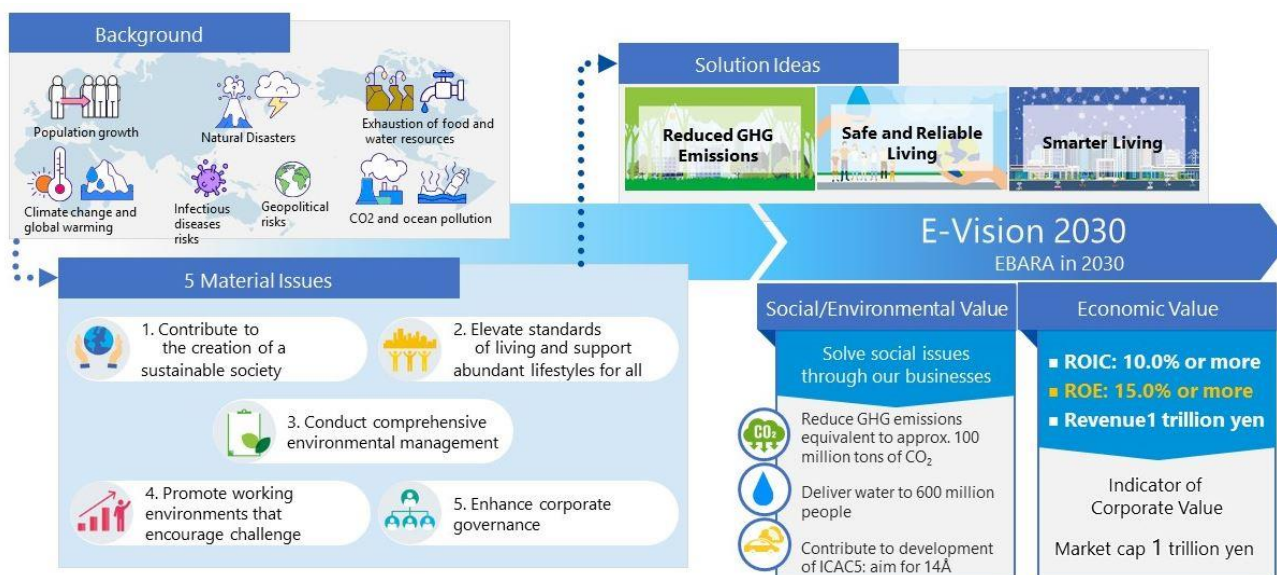 Background
Population growth
Natural Disasters
Exhaustion of food and
water resources
Climate change and
global warming
Infectious
diseases
risks
Geopolitical
risks
CO2 and ocean pollution
Solution Ideas
Reduced GHG
Emissions
Safe and Reliable
Living
Smarter Living
E-Vision 2030
EBARA in 2030
5 Material Issues
1. Contribute to
the creation of a
sustainable society
2. Elevate standards
of living and support
abundant lifestyles for all
3. Conduct comprehensive
environmental management
4. Promote working
environments that
encourage challenge
5. Enhance corporate
governance
Social/Environmental Value
Solve social issues
through our businesses
CO₂
Reduce GHG emissions
equivalent to approx. 100
million tons of CO₂
Deliver water to 600 million
people
Contribute to development
of ICAC5: aim for 14Å
Economic Value
■ ROIC: 10.0% or more
■ ROE: 15.0% or more
■ Revenue1 trillion yen
Indicator of
Corporate Value
Market cap 1 trillion yen